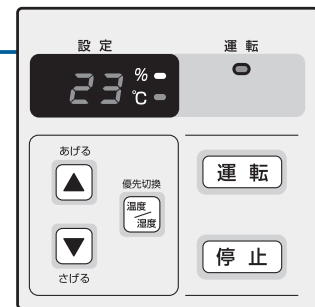 設定 運転
23 %
℃
あげる
▲
優先切換
温度
湿度
▼
さげる
運転
停止